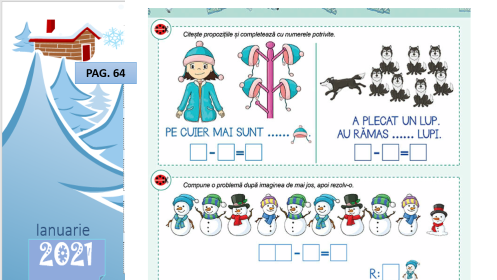 PAG. 64
Ianuarie
2021
Citește propozițiile și completează cu numerele potrivite.
PE CUIER MAI SUNT ...... .
A PLECAT UN LUP.
AU RĂMAS ...... LUPI.
- =
- =
Compune o problemă după imaginea de mai jos, apoi rezolv-o.
- =
R: